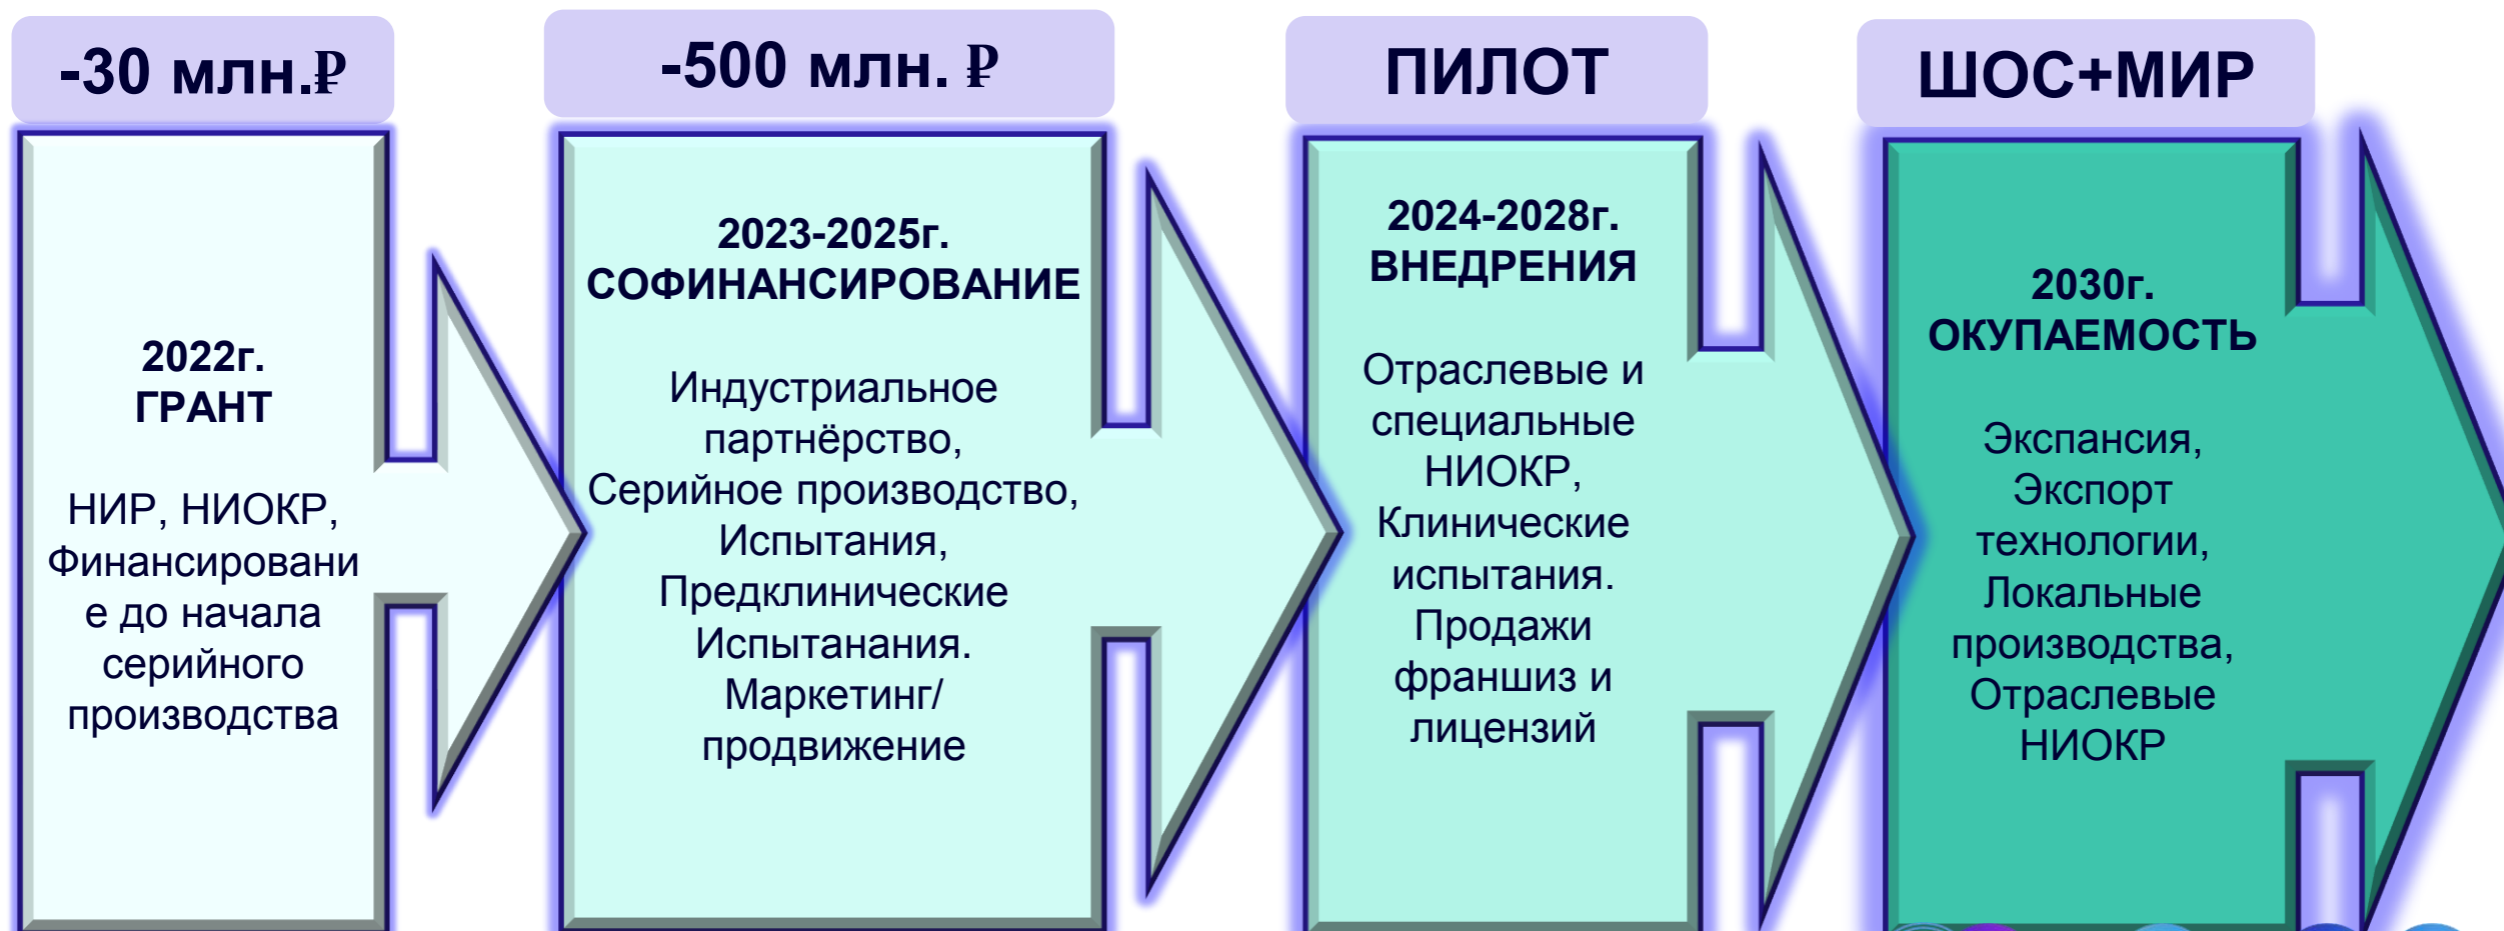 -30 млн.₽
2022г.
ГРАНТ
НИР, НИОКР,
Финансировани
е до начала
серийного
производства
-500 млн. ₽
2023-2025г.
СОФИНАНСИРОВАНИЕ
Индустриальное
партнёрство,
Серийное производство,
Испытания,
Предклинические
Испытанания.
Маркетинг/
продвижение
ПИЛОТ
2024-2028г.
ВНЕДРЕНИЯ
Отраслевые и
специальные
НИОКР,
Клинические
испытания.
Продажи
франшиз и
лицензий
ШОС+МИР
2030г.
ОКУПАЕМОСТЬ
Экспансия,
Экспорт
технологии,
Локальные
производства,
Отраслевые
НИОКР